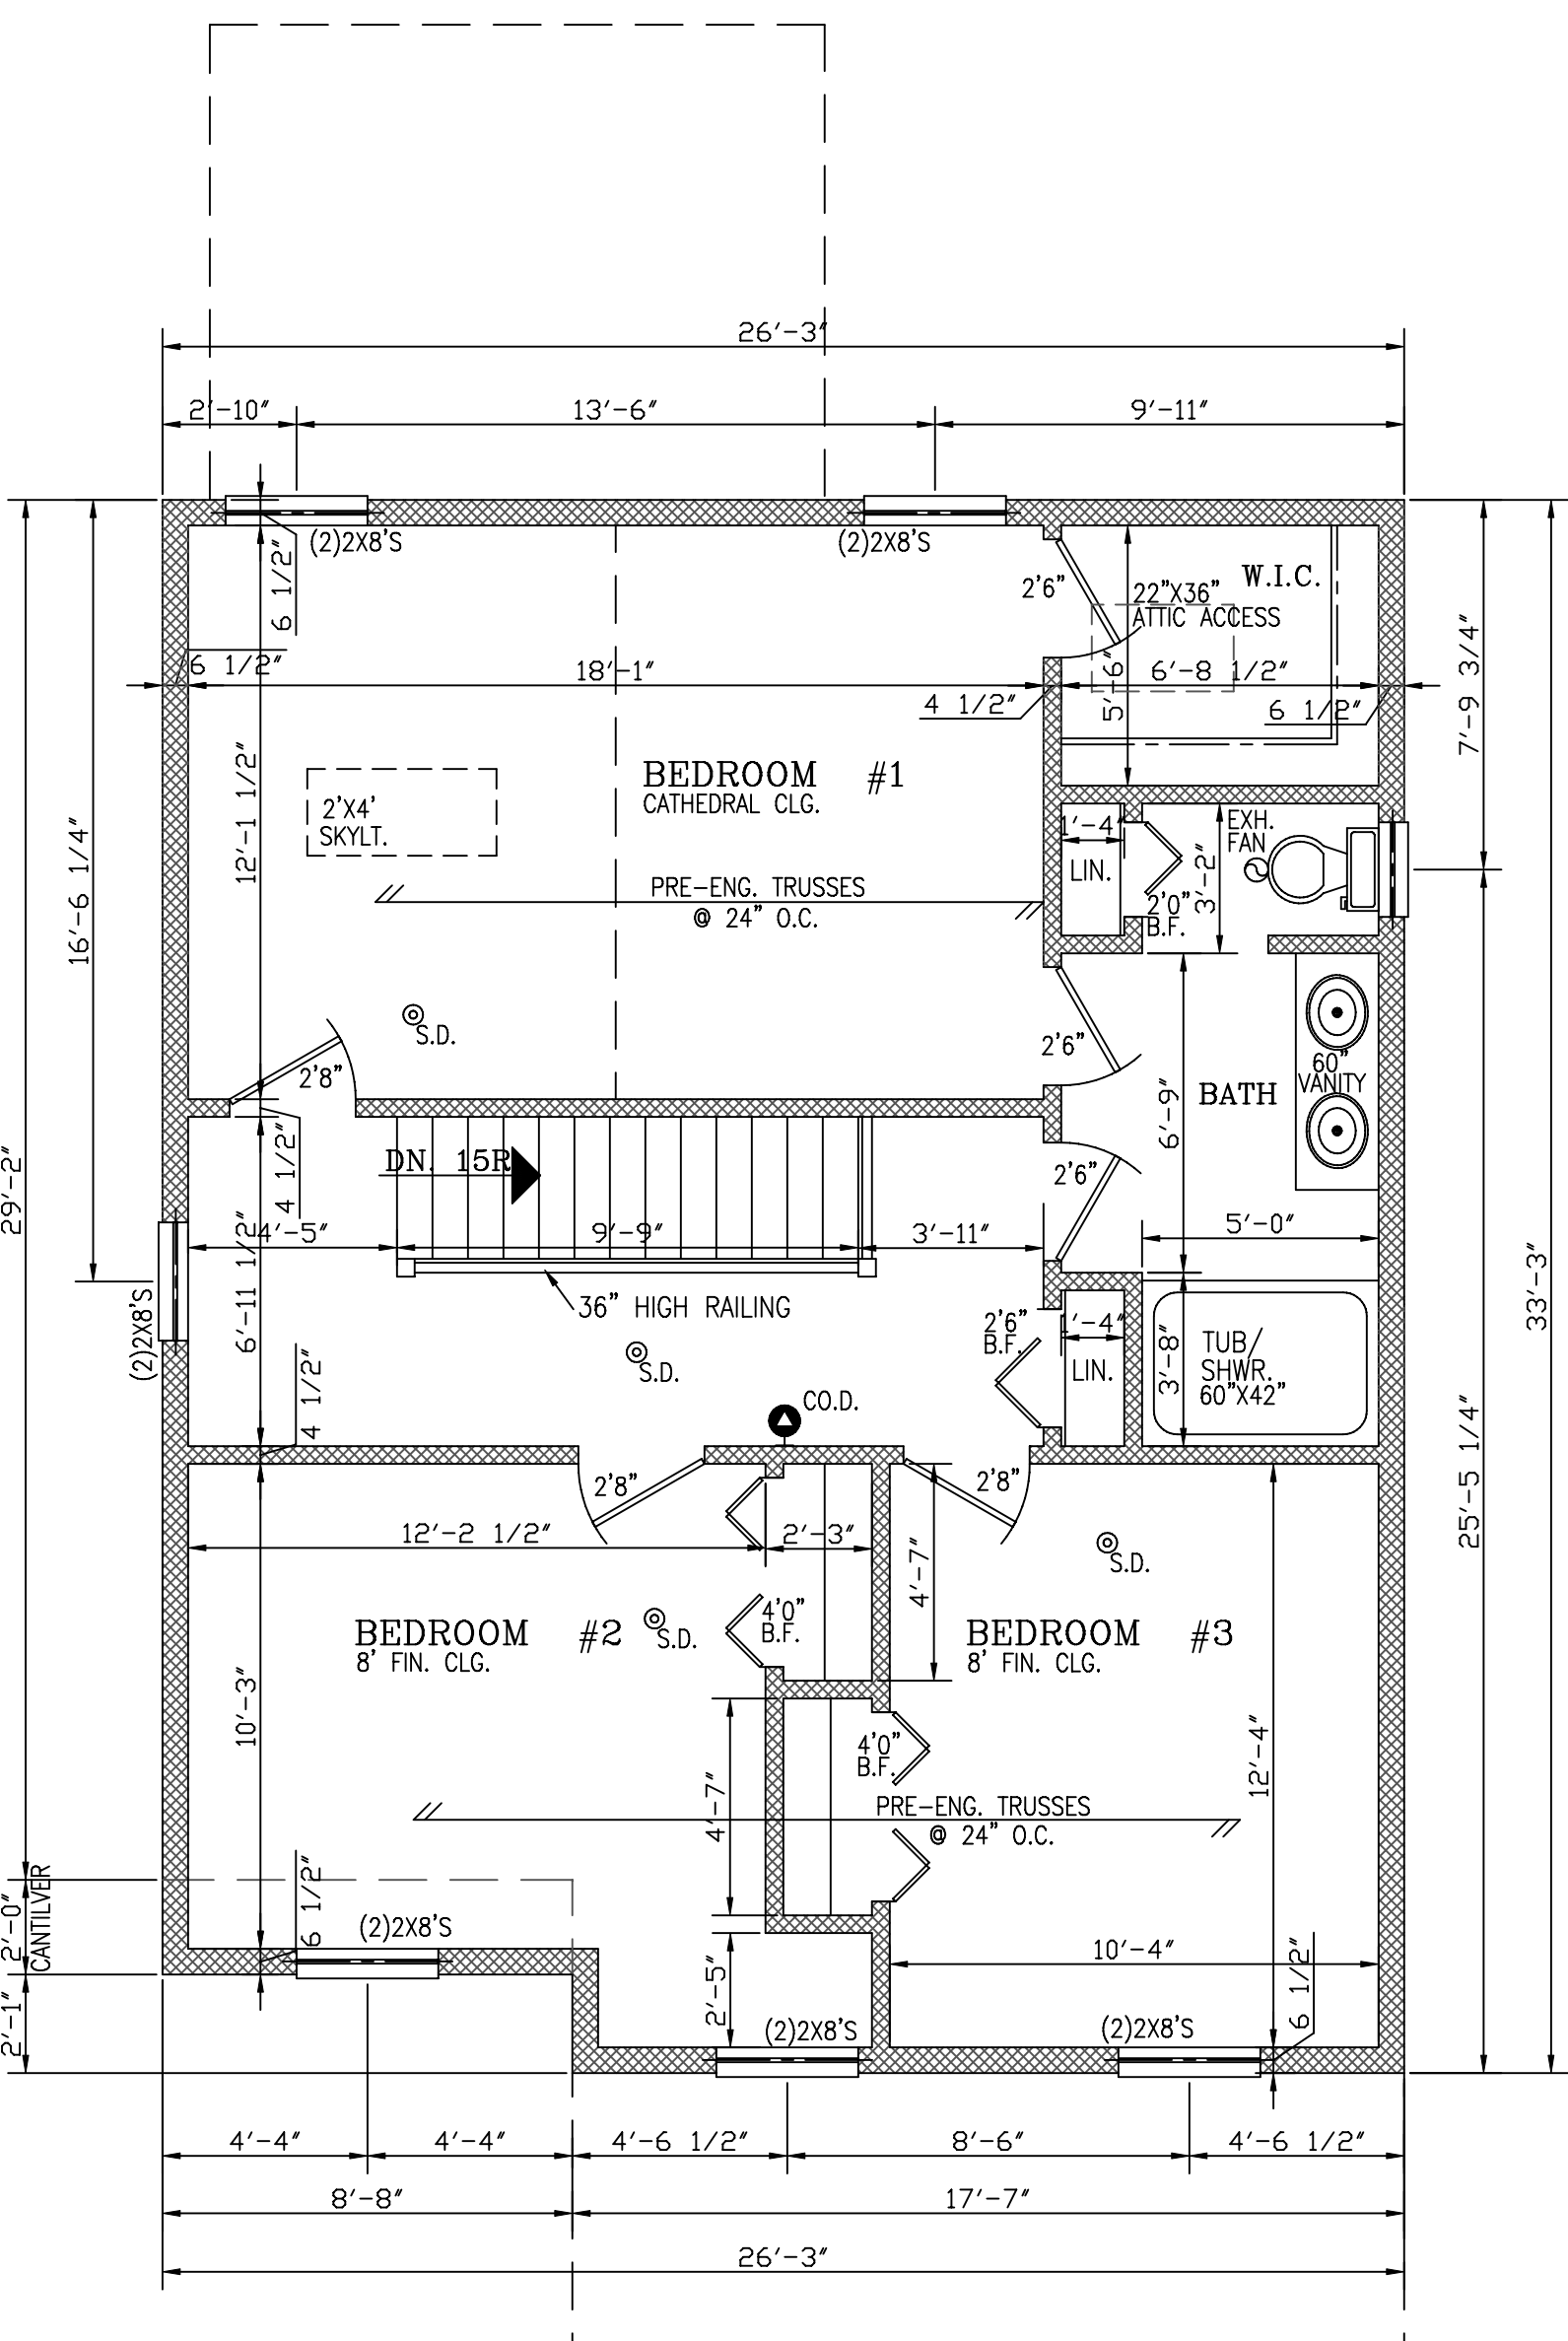 26'-3"
2'-10"
13'-6"
9'-11"
(2)2X8'S
(2)2X8'S
6 1/2"
2'6"
22"X36"
ATTIC ACCESS
W.I.C.
6 1/2"
18'-1"
5'-6"
6'-8 1/2"
4 1/2"
6 1/2"
7'-9 3/4"
12'-1 1/2"
BEDROOM #1
CATHEDRAL CLG.
2'X4'
SKYLT.
16'-6 1/4"
1'-4"
LIN.
EXH.
FAN
3'-2"
2'0"
B.F.
PRE-ENG. TRUSSES
@ 24" O.C.
S.D.
2'8"
2'6"
60"
VANITY
BATH
6'-9"
29'-2"
4 1/2"
DN. 15R
2'6"
4'-5"
9'-9"
3'-11"
5'-0"
6'-11 1/2"
36" HIGH RAILING
(2)2X8'S
33'-3"
2'6"
B.F.
1'-4"
LIN.
3'-8"
TUB/
SHWR.
60"X42"
S.D.
4 1/2"
CO.D.
25'-5 1/4"
2'8"
2'8"
12'-2 1/2"
2'-3"
4'-7"
S.D.
BEDROOM #2
8' FIN. CLG.
S.D.
4'0"
B.F.
BEDROOM #3
8' FIN. CLG.
10'-3"
4'-7"
4'0"
B.F.
12'-4"
PRE-ENG. TRUSSES
@ 24" O.C.
2'-0"
CANTILVER
6 1/2"
(2)2X8'S
10'-4"
6 1/2"
2'-5"
2'-1"
(2)2X8'S
(2)2X8'S
4'-4"
4'-4"
4'-6 1/2"
8'-6"
4'-6 1/2"
8'-8"
17'-7"
26'-3"